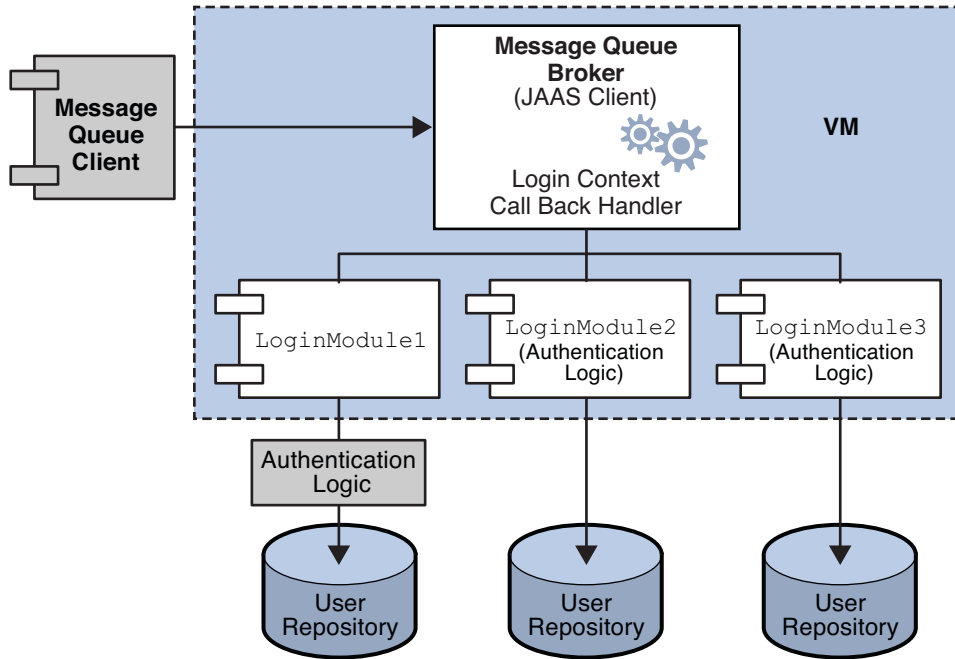 Message Queue
Broker
(JAAS Client)
Message
Queue
Client
VM
Login Context
Call Back Handler
LoginModule1
LoginModule2
(Authentication
Logic)
LoginModule3
(Authentication
Logic)
Authentication
Logic
User
Repository
User
Repository
User
Repository